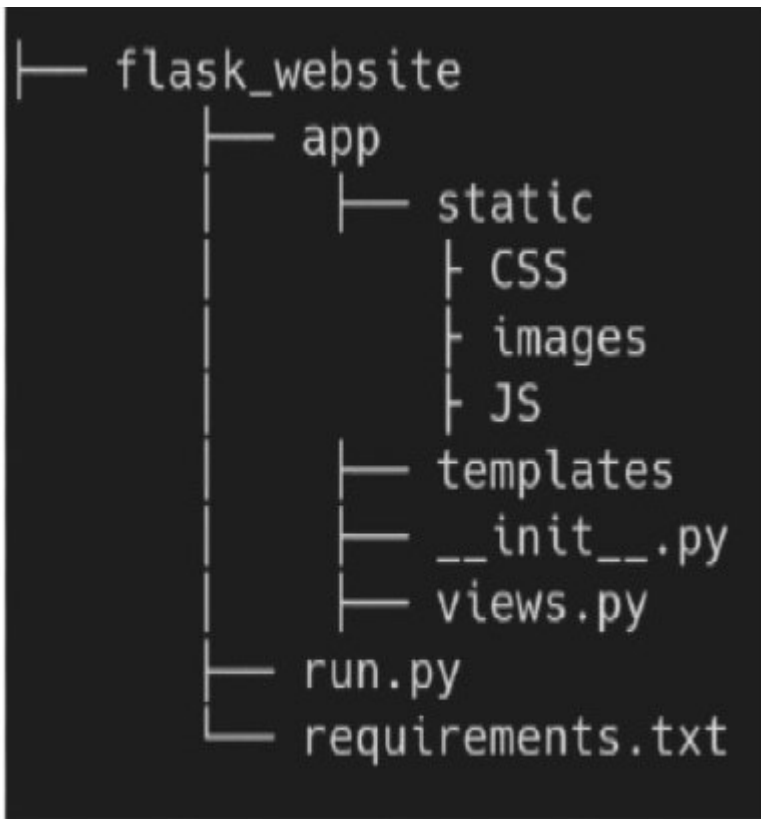 flask_website
app
static
CSS
images
JS
templates
__init__.py
views.py
run.py
requirements.txt